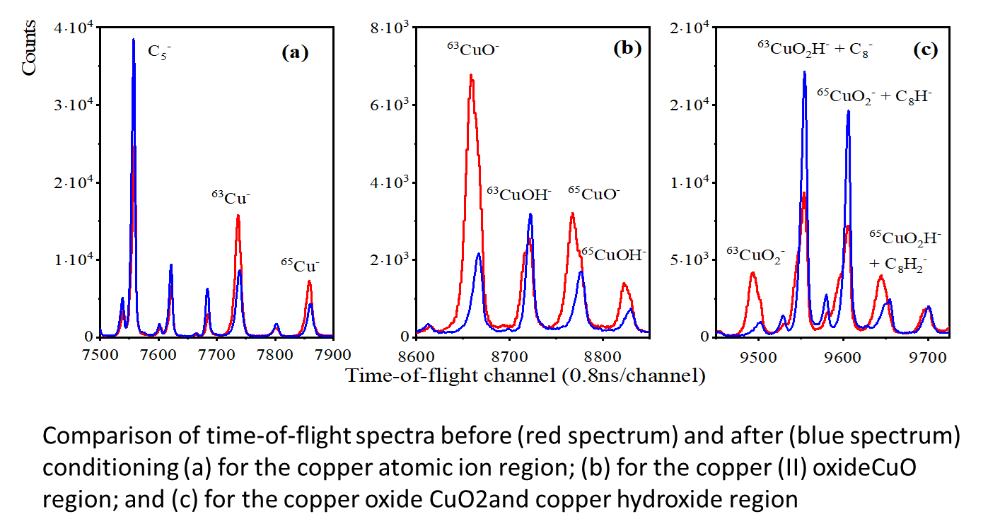 Counts
4·10⁴
3·10⁴
2·10⁴
1·10⁴
0
7500 7600 7700 7800 7900
C₅⁻
(a)
⁶³Cu⁻
⁶⁵Cu⁻
8·10³
6·10³
4·10³
2·10³
0
8600 8700 8800
⁶³CuO⁻
(b)
⁶³CuOH⁻
⁶⁵CuO⁻
⁶⁵CuOH⁻
2·10⁴
2·10⁴
1·10⁴
5·10³
0
9500 9600 9700
⁶³CuO₂H⁻ + C₈⁻
(c)
⁶⁵CuO₂⁻ + C₈H⁻
⁶³CuO₂⁻
⁶⁵CuO₂H⁻
+ C₈H₂⁻
Time-of-flight channel (0.8ns/channel)
Comparison of time-of-flight spectra before (red spectrum) and after (blue spectrum)
conditioning (a) for the copper atomic ion region; (b) for the copper (II) oxideCuO
region; and (c) for the copper oxide CuO2and copper hydroxide region